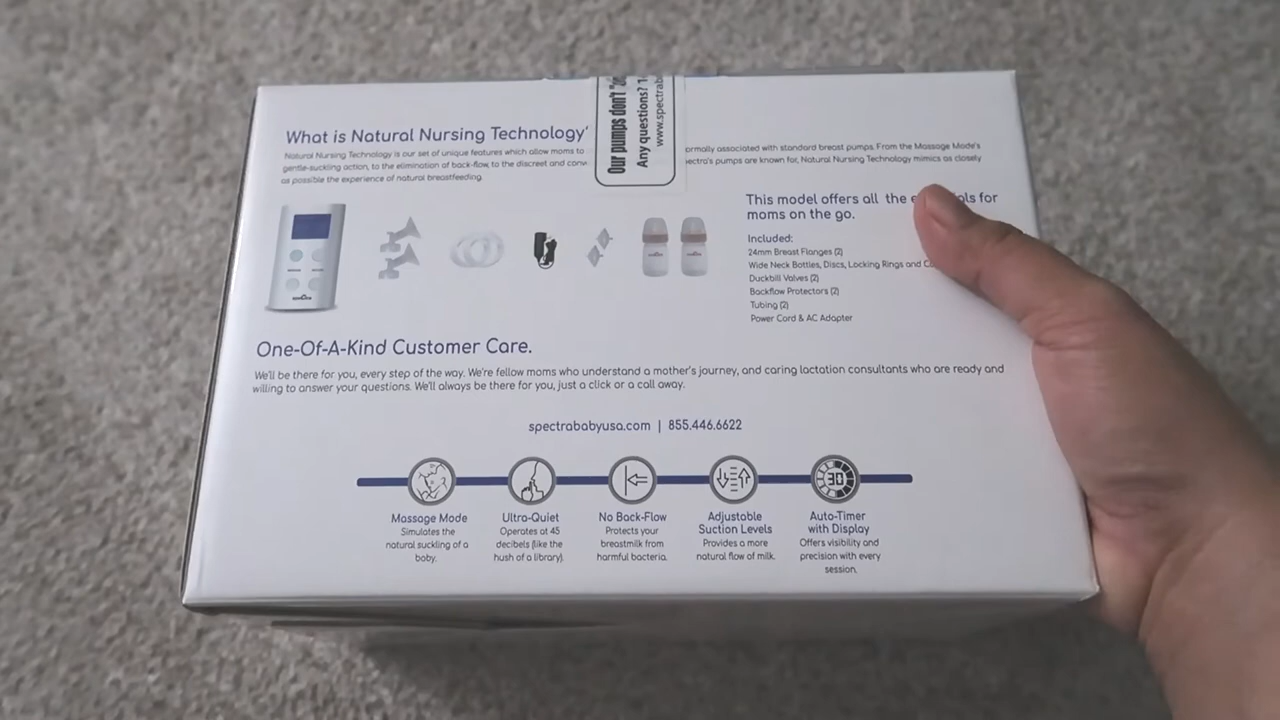 Our pumps don't
Any questions?
www.spectrab
What is Natural Nursing Technology
Natural Nursing Technology is our set of unique features which allow moms to
ormally associated with standard breast pumps. From the Massage Mode's
gentle-suckling action, to the elimination of back-flow, to the discreet and conve
ectra's pumps are known for, Natural Nursing Technology mimics as closely
as possible the experience of natural breastfeeding.
This model offers all the for
moms on the go.
Included:
24mm Breast Flanges (2)
Wide Neck Bottles, Discs, Locking Rings and
Duckbill Valves (2)
Backflow Protectors (2)
Tubing (2)
Power Cord & AC Adapter
One-Of-A-Kind Customer Care.
We'll be there for you, every step of the way. We're fellow moms who understand a mother's journey, and caring lactation consultants who are ready and
willing to answer your questions. We'll always be there for you, just a click or a call away.
spectrababyusa.com | 855.446.6622
30
Massage Mode
Simulates the
natural suckling of a
baby.
Ultra-Quiet
Operates at 45
decibels (like the
hush of a library).
No Back-Flow
Protects your
breastmilk from
harmful bacteria.
Adjustable
Suction Levels
Provides a more
natural flow of milk.
Auto-Timer
with Display
Offers visibility and
precision with every
session.